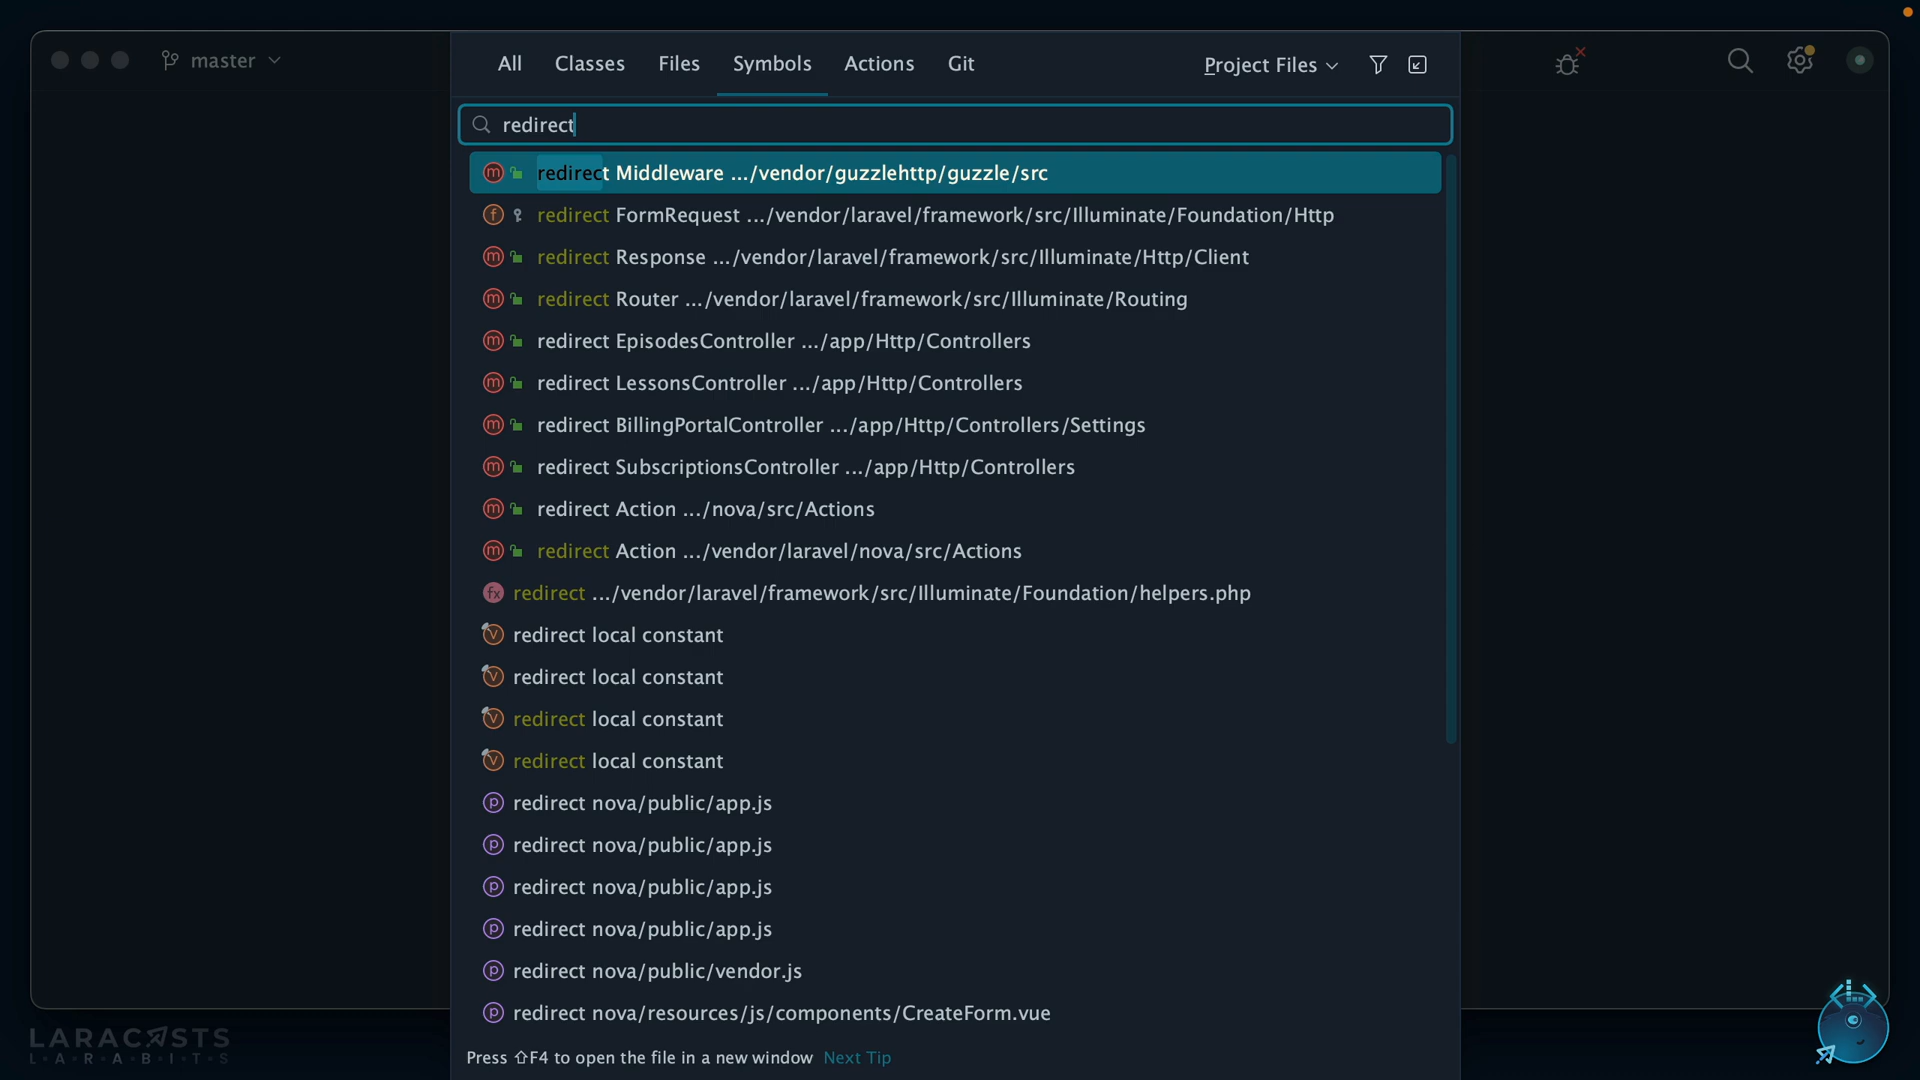 master
All Classes Files Symbols Actions Git Project Files
redirect
redirect Middleware .../vendor/guzzlehttp/guzzle/src
redirect FormRequest .../vendor/laravel/framework/src/Illuminate/Foundation/Http
redirect Response .../vendor/laravel/framework/src/Illuminate/Http/Client
redirect Router .../vendor/laravel/framework/src/Illuminate/Routing
redirect EpisodesController .../app/Http/Controllers
redirect LessonsController .../app/Http/Controllers
redirect BillingPortalController .../app/Http/Controllers/Settings
redirect SubscriptionsController .../app/Http/Controllers
redirect Action .../nova/src/Actions
redirect Action .../vendor/laravel/nova/src/Actions
redirect .../vendor/laravel/framework/src/Illuminate/Foundation/helpers.php
redirect local constant
redirect local constant
redirect local constant
redirect local constant
redirect nova/public/app.js
redirect nova/public/app.js
redirect nova/public/app.js
redirect nova/public/app.js
redirect nova/public/vendor.js
redirect nova/resources/js/components/CreateForm.vue
Press ⇧F4 to open the file in a new window Next Tip
LARACASTS
L·A·R·A·B·I·T·S